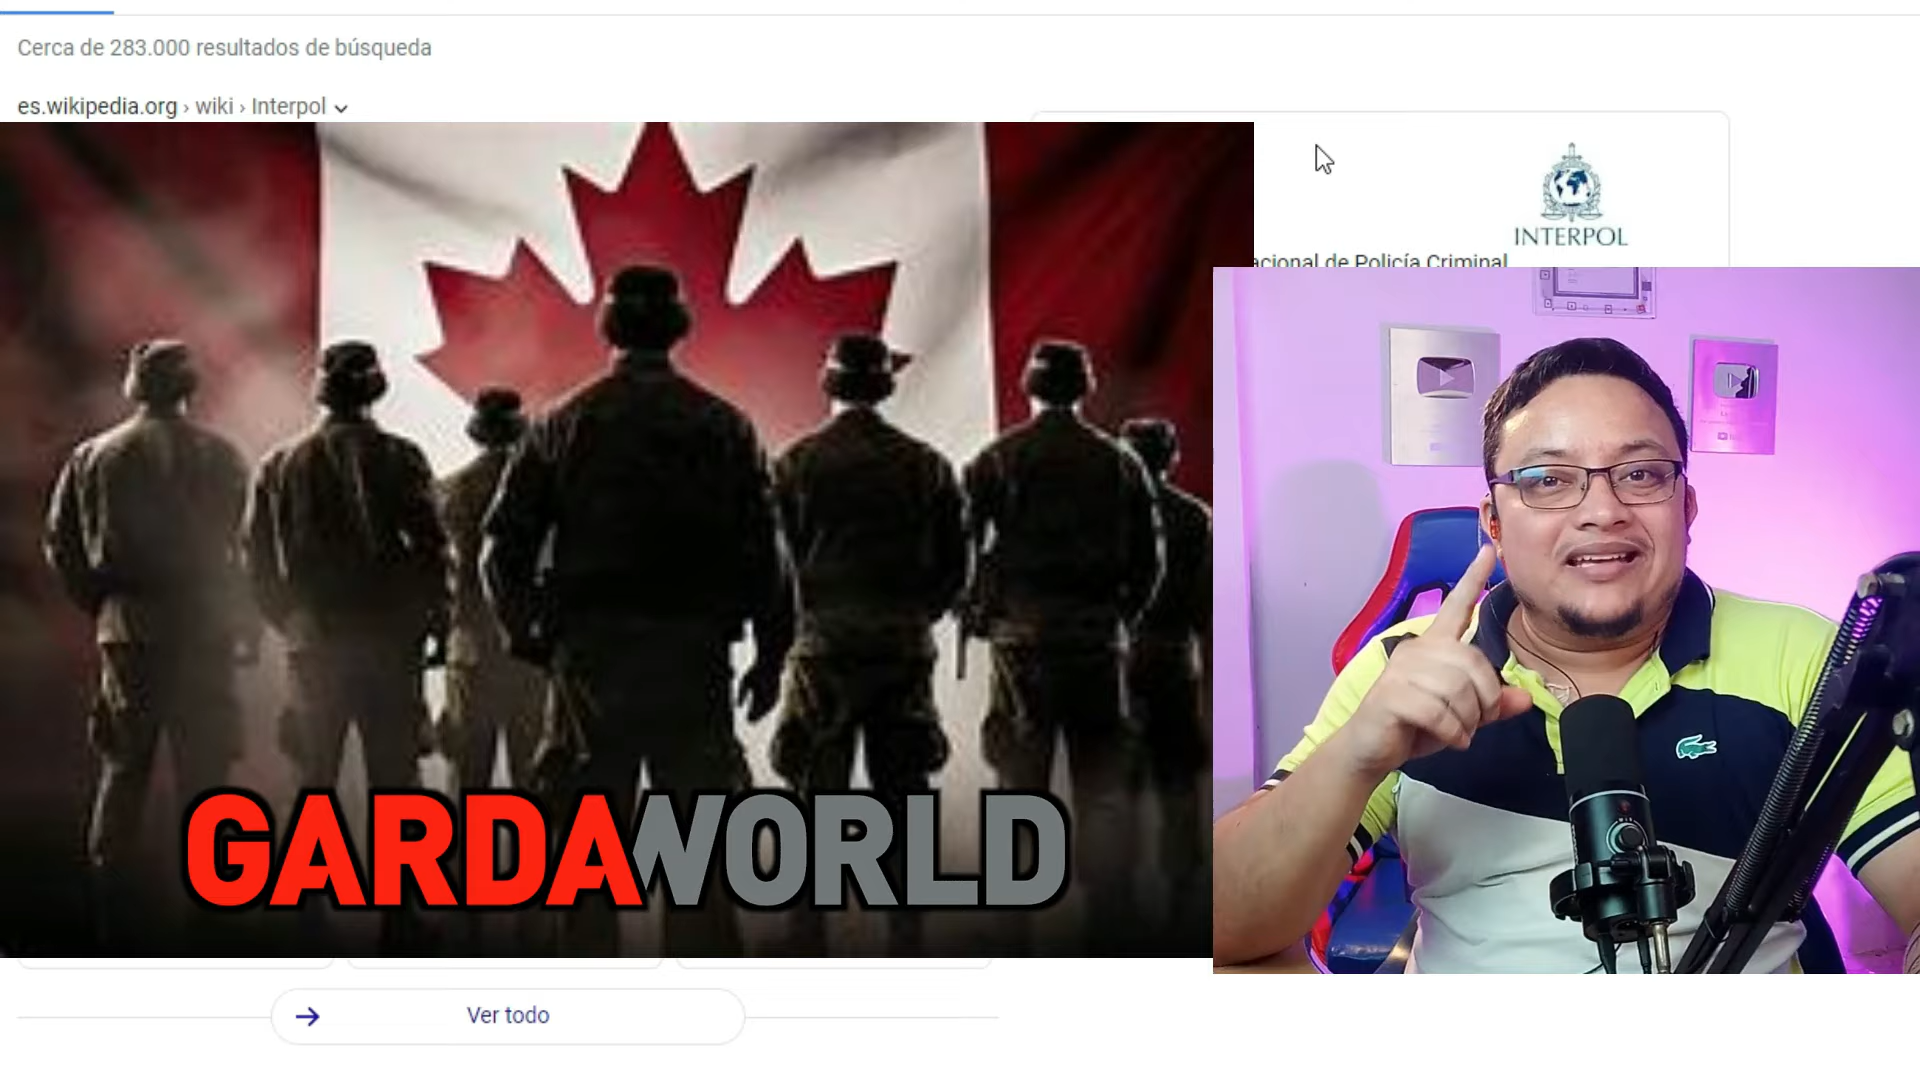 Cerca de 283.000 resultados de búsqueda
es.wikipedia.org › wiki › Interpol
INTERPOL
acional de Policía Criminal
GARDAWORLD
Ver todo